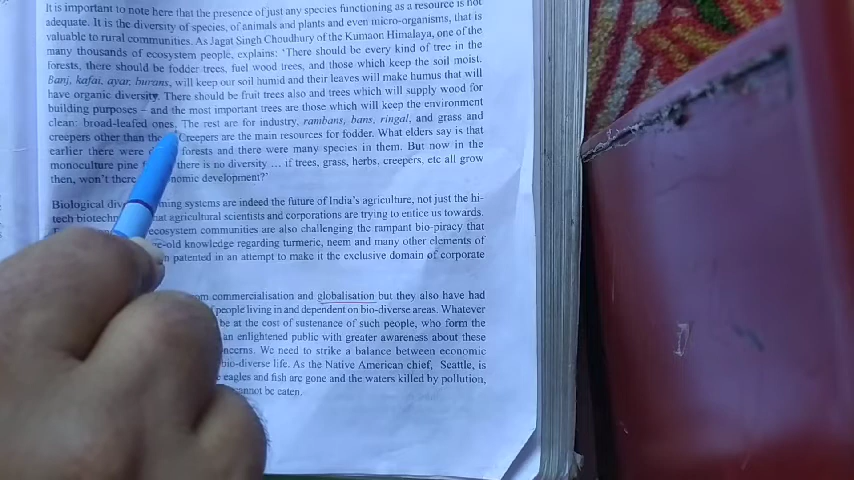 It is important to note here that the presence of just any species functioning as a resource is not
adequate. It is the diversity of species, of animals and plants and even micro-organisms, that is
valuable to rural communities. As Jagat Singh Choudhury of the Kumaon Himalaya, one of the
many thousands of ecosystem people, explains: 'There should be every kind of tree in the
forests, there should be fodder trees, fuel wood trees, and those which keep the soil moist.
Banj, kafai, ayar, burans, will keep our soil humid and their leaves will make humus that will
have organic diversity. There should be fruit trees also and trees which will supply wood for
building purposes – and the most important trees are those which will keep the environment
clean: broad-leafed ones. The rest are for industry, rambans, bans, ringal, and grass and
creepers other than the Creepers are the main resources for fodder. What elders say is that
earlier there were forests and there were many species in them. But now in the
monoculture pine there is no diversity ... if trees, grass, herbs, creepers, etc all grow
then, won't there nomic development?'
Biological div ming systems are indeed the future of India's agriculture, not just the hi-
tech biotechn at agricultural scientists and corporations are trying to entice us towards.
ecosystem communities are also challenging the rampant bio-piracy that
e-old knowledge regarding turmeric, neem and many other elements of
n patented in an attempt to make it the exclusive domain of corporate
om commercialisation and globalisation but they also have had
people living in and dependent on bio-diverse areas. Whatever
be at the cost of sustenance of such people, who form the
an enlightened public with greater awareness about these
ncerns. We need to strike a balance between economic
bio-diverse life. As the Native American chief, Seattle, is
e eagles and fish are gone and the waters killed by pollution,
annot be eaten.